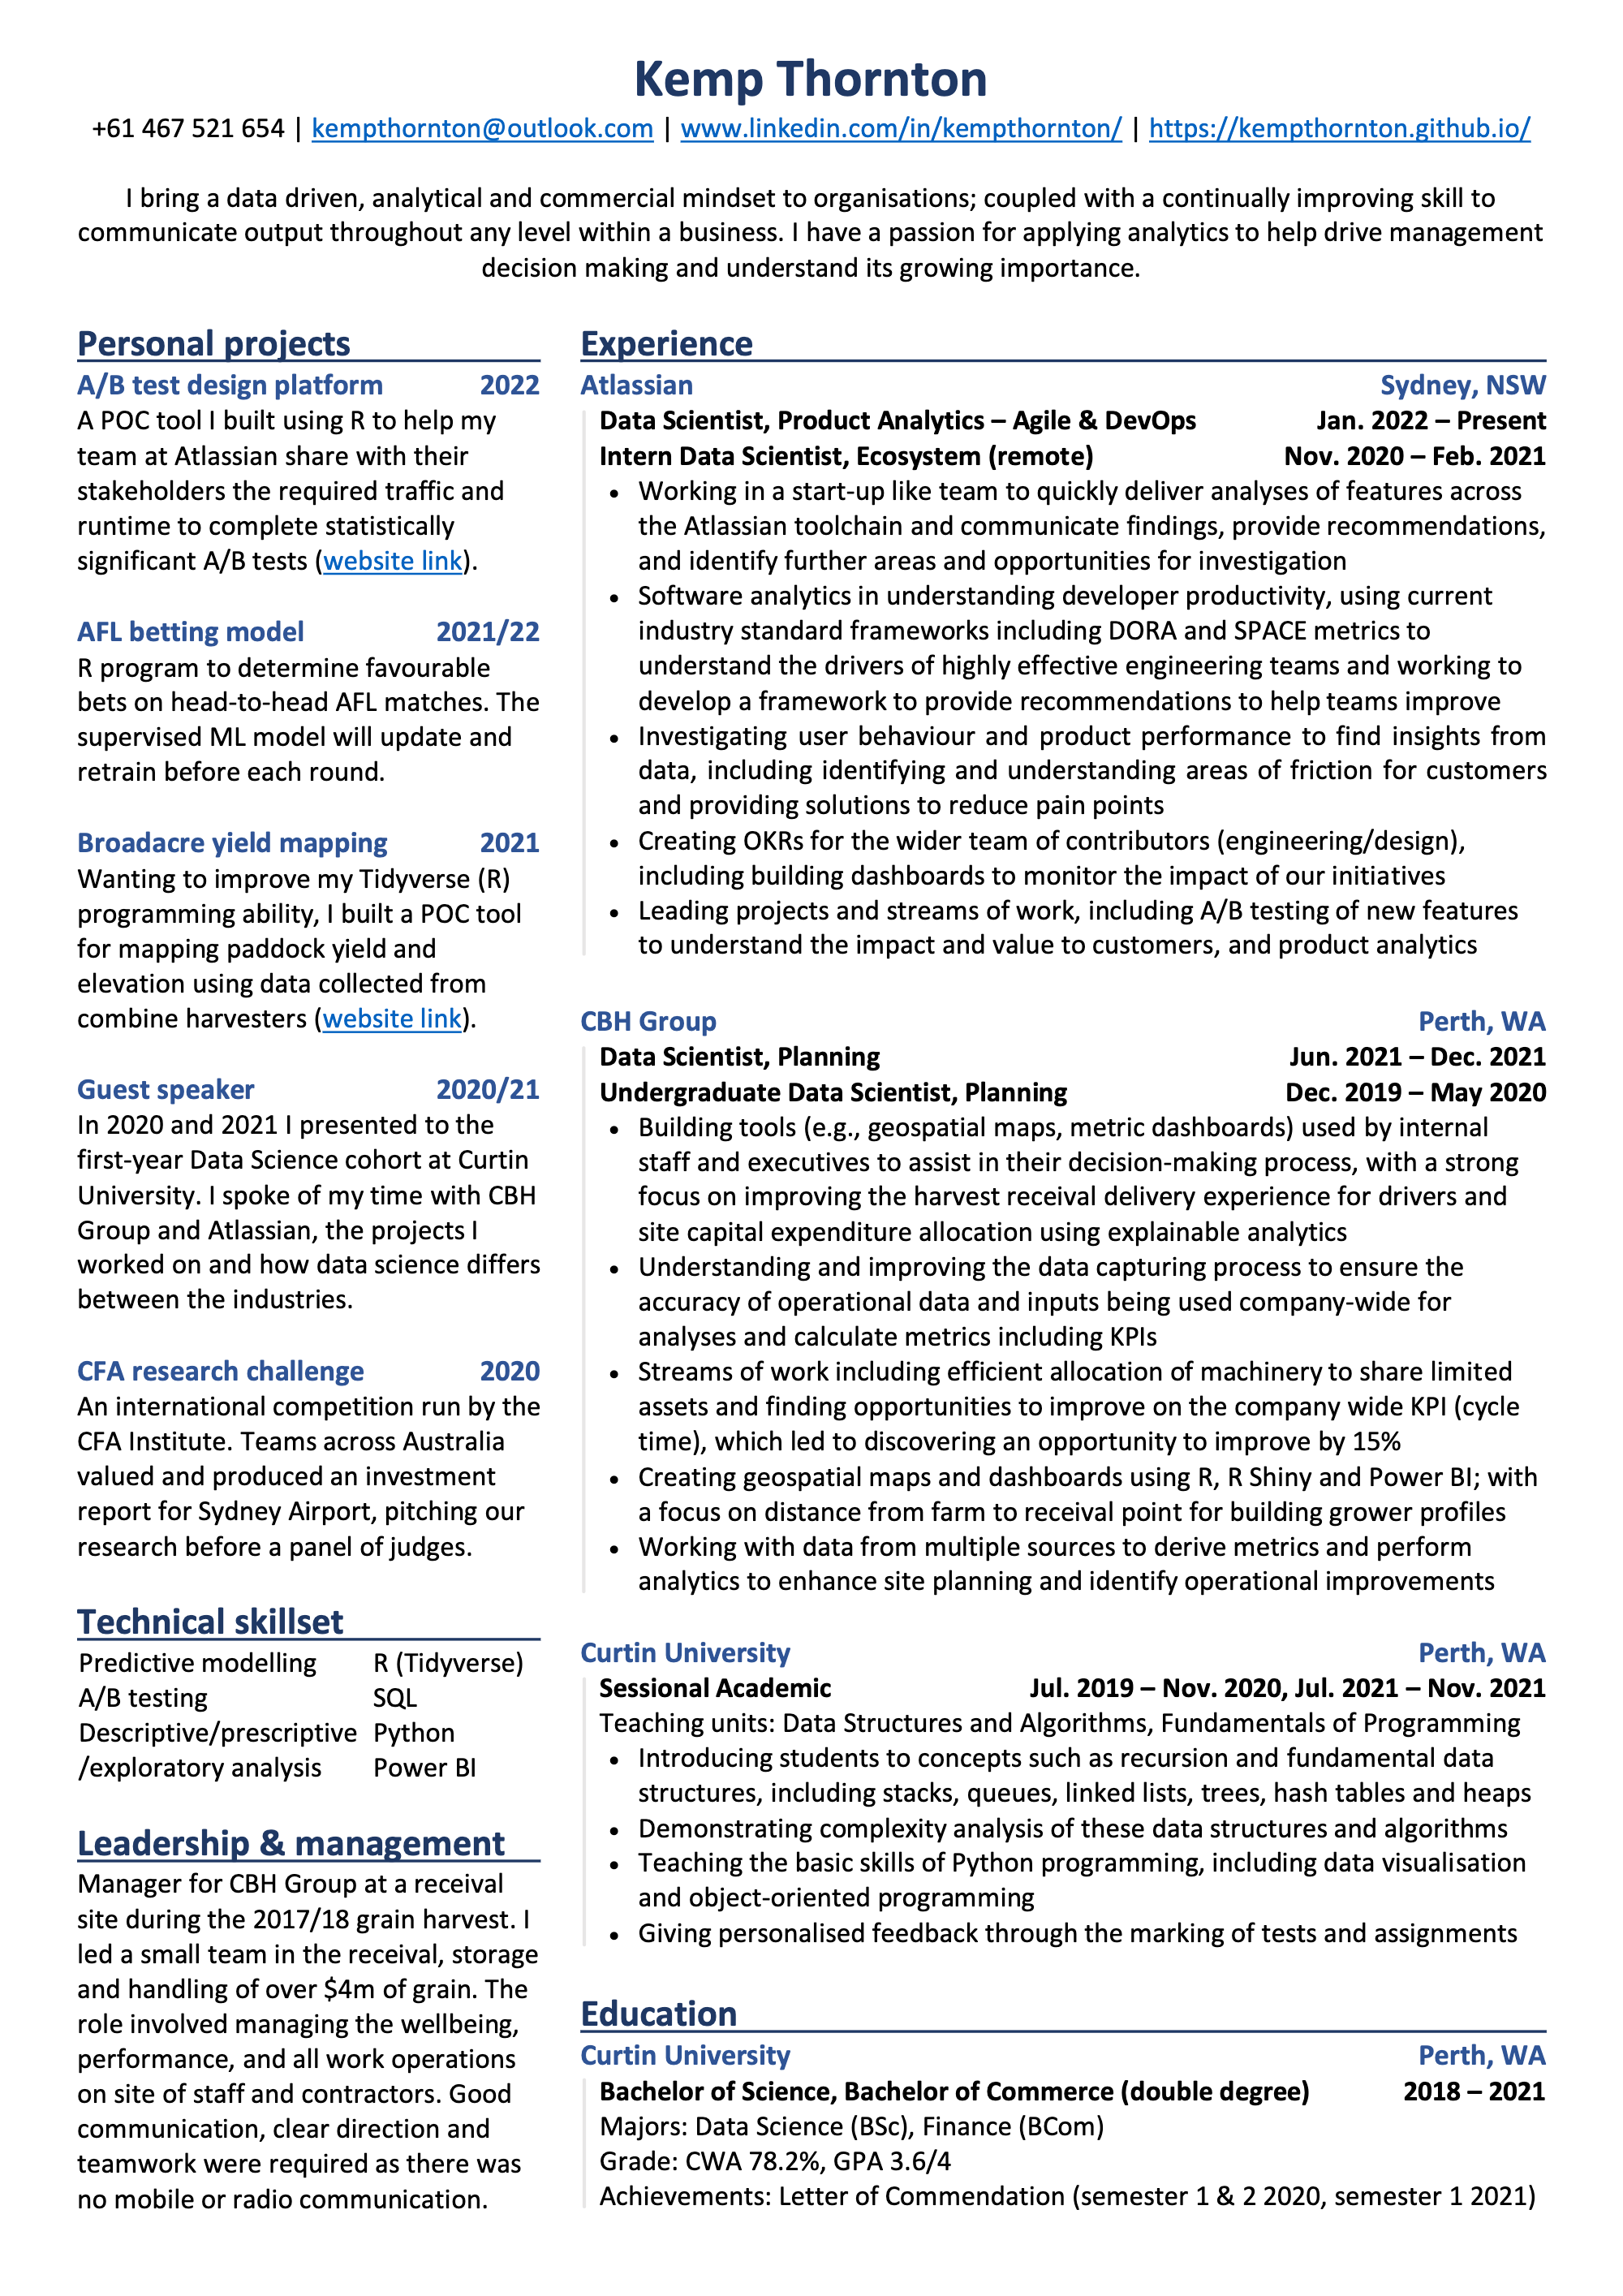 Kemp Thornton
+61 467 521 654 | kempthornton@outlook.com | www.linkedin.com/in/kempthornton/ | https://kempthornton.github.io/
I bring a data driven, analytical and commercial mindset to organisations; coupled with a continually improving skill to
communicate output throughout any level within a business. I have a passion for applying analytics to help drive management
decision making and understand its growing importance.
Personal projects
A/B test design platform 2022
A POC tool I built using R to help my
team at Atlassian share with their
stakeholders the required traffic and
runtime to complete statistically
significant A/B tests (website link).
AFL betting model 2021/22
R program to determine favourable
bets on head-to-head AFL matches. The
supervised ML model will update and
retrain before each round.
Broadacre yield mapping 2021
Wanting to improve my Tidyverse (R)
programming ability, I built a POC tool
for mapping paddock yield and
elevation using data collected from
combine harvesters (website link).
Guest speaker 2020/21
In 2020 and 2021 I presented to the
first-year Data Science cohort at Curtin
University. I spoke of my time with CBH
Group and Atlassian, the projects I
worked on and how data science differs
between the industries.
CFA research challenge 2020
An international competition run by the
CFA Institute. Teams across Australia
valued and produced an investment
report for Sydney Airport, pitching our
research before a panel of judges.
Technical skillset
Predictive modelling R (Tidyverse)
A/B testing SQL
Descriptive/prescriptive Python
/exploratory analysis Power BI
Leadership & management
Manager for CBH Group at a receival
site during the 2017/18 grain harvest. I
led a small team in the receival, storage
and handling of over $4m of grain. The
role involved managing the wellbeing,
performance, and all work operations
on site of staff and contractors. Good
communication, clear direction and
teamwork were required as there was
no mobile or radio communication.
Experience
Atlassian Sydney, NSW
Data Scientist, Product Analytics – Agile & DevOps Jan. 2022 – Present
Intern Data Scientist, Ecosystem (remote) Nov. 2020 – Feb. 2021
• Working in a start-up like team to quickly deliver analyses of features across
the Atlassian toolchain and communicate findings, provide recommendations,
and identify further areas and opportunities for investigation
• Software analytics in understanding developer productivity, using current
industry standard frameworks including DORA and SPACE metrics to
understand the drivers of highly effective engineering teams and working to
develop a framework to provide recommendations to help teams improve
• Investigating user behaviour and product performance to find insights from
data, including identifying and understanding areas of friction for customers
and providing solutions to reduce pain points
• Creating OKRs for the wider team of contributors (engineering/design),
including building dashboards to monitor the impact of our initiatives
• Leading projects and streams of work, including A/B testing of new features
to understand the impact and value to customers, and product analytics
CBH Group Perth, WA
Data Scientist, Planning Jun. 2021 – Dec. 2021
Undergraduate Data Scientist, Planning Dec. 2019 – May 2020
• Building tools (e.g., geospatial maps, metric dashboards) used by internal
staff and executives to assist in their decision-making process, with a strong
focus on improving the harvest receival delivery experience for drivers and
site capital expenditure allocation using explainable analytics
• Understanding and improving the data capturing process to ensure the
accuracy of operational data and inputs being used company-wide for
analyses and calculate metrics including KPIs
• Streams of work including efficient allocation of machinery to share limited
assets and finding opportunities to improve on the company wide KPI (cycle
time), which led to discovering an opportunity to improve by 15%
• Creating geospatial maps and dashboards using R, R Shiny and Power BI; with
a focus on distance from farm to receival point for building grower profiles
• Working with data from multiple sources to derive metrics and perform
analytics to enhance site planning and identify operational improvements
Curtin University Perth, WA
Sessional Academic Jul. 2019 – Nov. 2020, Jul. 2021 – Nov. 2021
Teaching units: Data Structures and Algorithms, Fundamentals of Programming
• Introducing students to concepts such as recursion and fundamental data
structures, including stacks, queues, linked lists, trees, hash tables and heaps
• Demonstrating complexity analysis of these data structures and algorithms
• Teaching the basic skills of Python programming, including data visualisation
and object-oriented programming
• Giving personalised feedback through the marking of tests and assignments
Education
Curtin University Perth, WA
Bachelor of Science, Bachelor of Commerce (double degree) 2018 – 2021
Majors: Data Science (BSc), Finance (BCom)
Grade: CWA 78.2%, GPA 3.6/4
Achievements: Letter of Commendation (semester 1 & 2 2020, semester 1 2021)